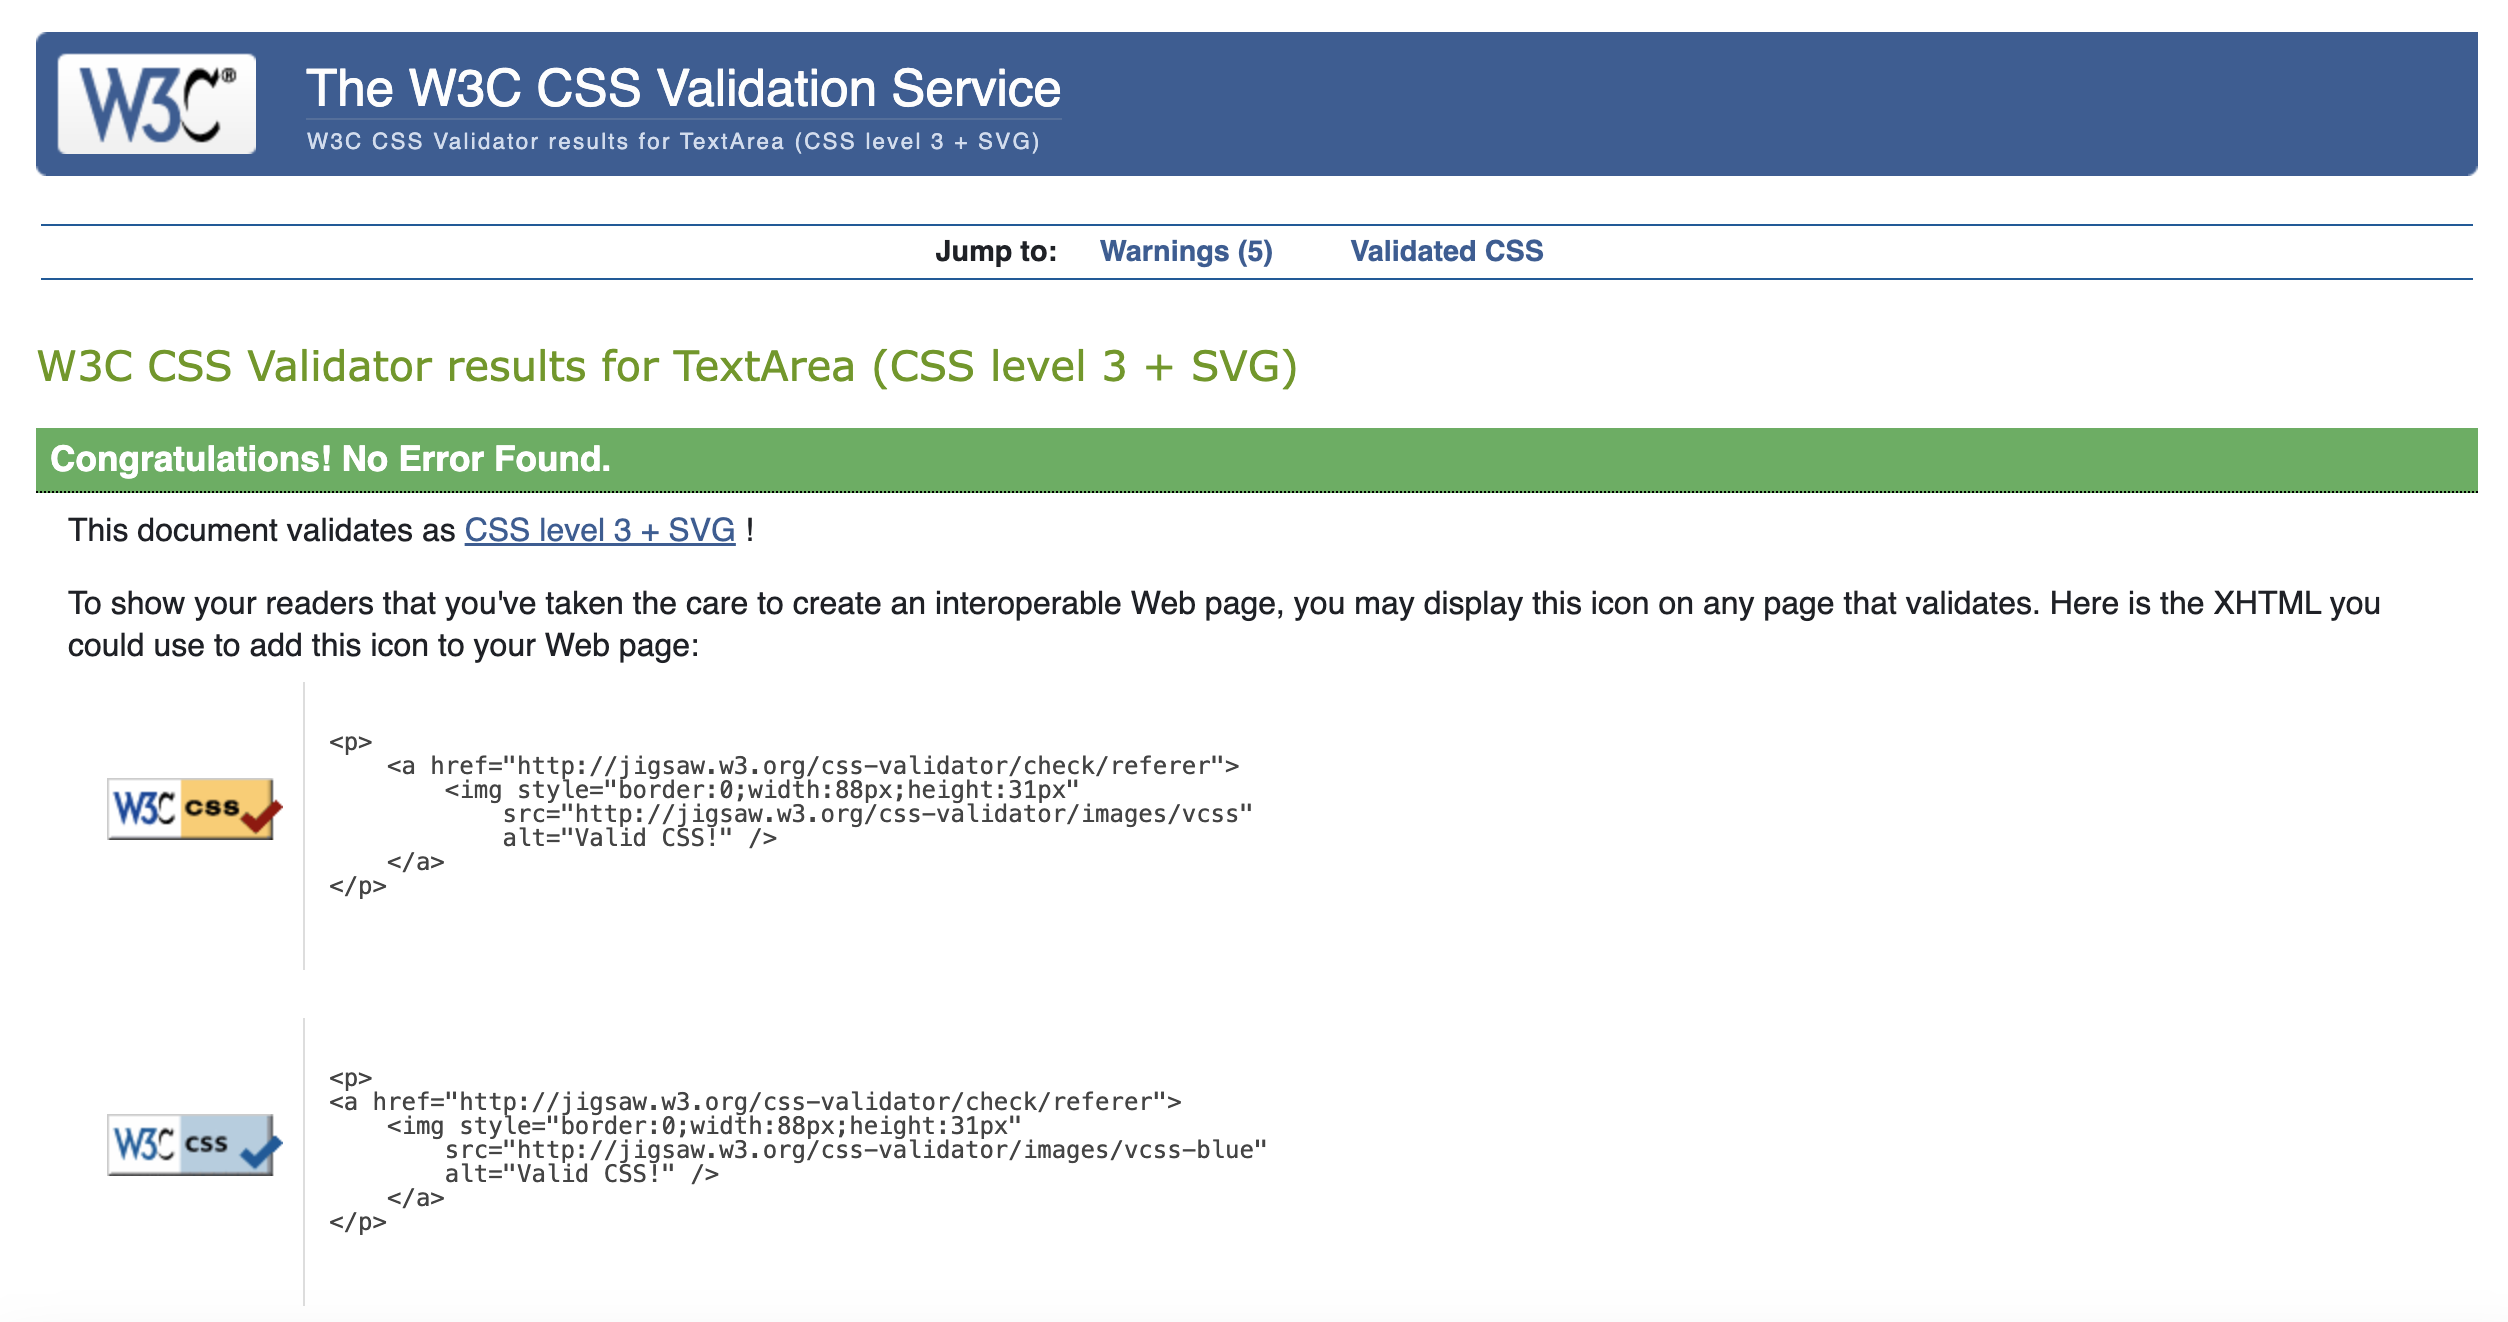 W3C®
The W3C CSS Validation Service
W3C CSS Validator results for TextArea (CSS level 3 + SVG)
Jump to: Warnings (5) Validated CSS
W3C CSS Validator results for TextArea (CSS level 3 + SVG)
Congratulations! No Error Found.
This document validates as CSS level 3 + SVG !
To show your readers that you've taken the care to create an interoperable Web page, you may display this icon on any page that validates. Here is the XHTML you
could use to add this icon to your Web page:
W3C css
<p>
    <a href="http://jigsaw.w3.org/css-validator/check/referer">
        <img style="border:0;width:88px;height:31px"
            src="http://jigsaw.w3.org/css-validator/images/vcss"
            alt="Valid CSS!" />
    </a>
</p>
W3C css
<p>
<a href="http://jigsaw.w3.org/css-validator/check/referer">
    <img style="border:0;width:88px;height:31px"
        src="http://jigsaw.w3.org/css-validator/images/vcss-blue"
        alt="Valid CSS!" />
    </a>
</p>